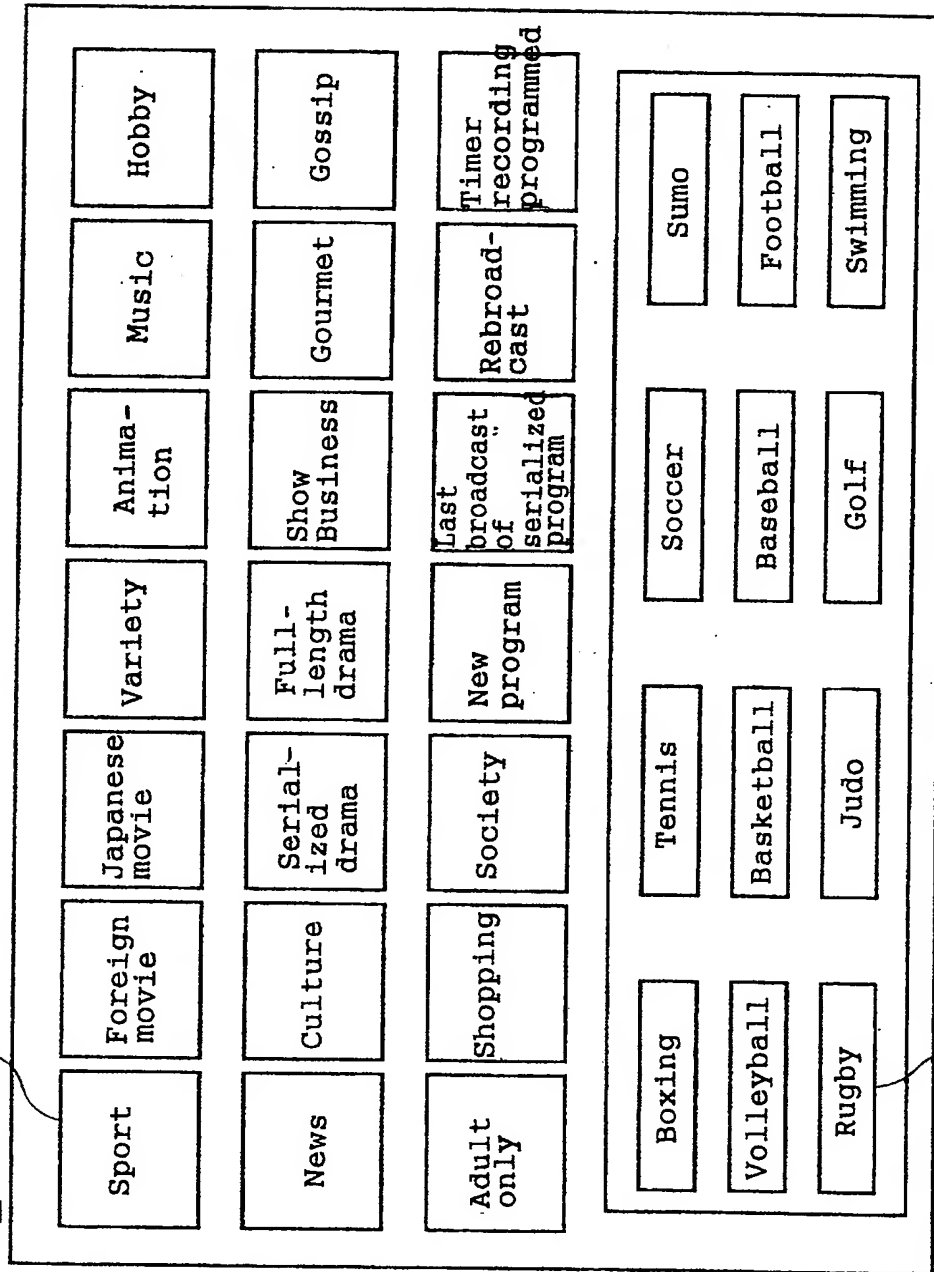 Sport
Foreign
movie
Japanese
movie
Variety
Anima-
tion
Music
Hobby
News
Culture
Serial-
ized
drama
Full-
length
drama
Show
Business
Gourmet
Gossip
Adult
only
Shopping
Society
New
program
Last
broadcast
of
serialized
program
Rebroad-
cast
Timer
recording
programmed
Boxing
Tennis
Soccer
Sumo
Volleyball
Basketball
Baseball
Football
Rugby
Judo
Golf
Swimming